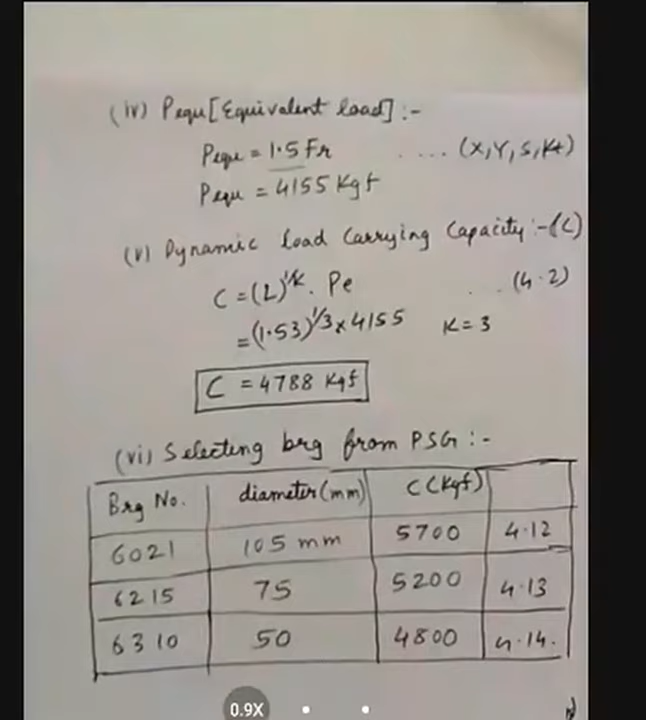 (iv) Pequ [Equivalent load] :-
Pequ = 1.5 Fr .... (X,Y,S,Kt)
Pequ = 4155 Kgf
(v) Dynamic load Carrying Capacity :- (C)
C = (L)^1/K . Pe .. (4.2)
= (1.53)^1/3 x 4155 K = 3
C = 4788 Kgf
(vi) Selecting brg from PSG :-
Brg No. diameter (mm) C (Kgf)
6021 105 mm 5700 4.12
6215 75 5200 4.13
6310 50 4800 4.14.
0.9X